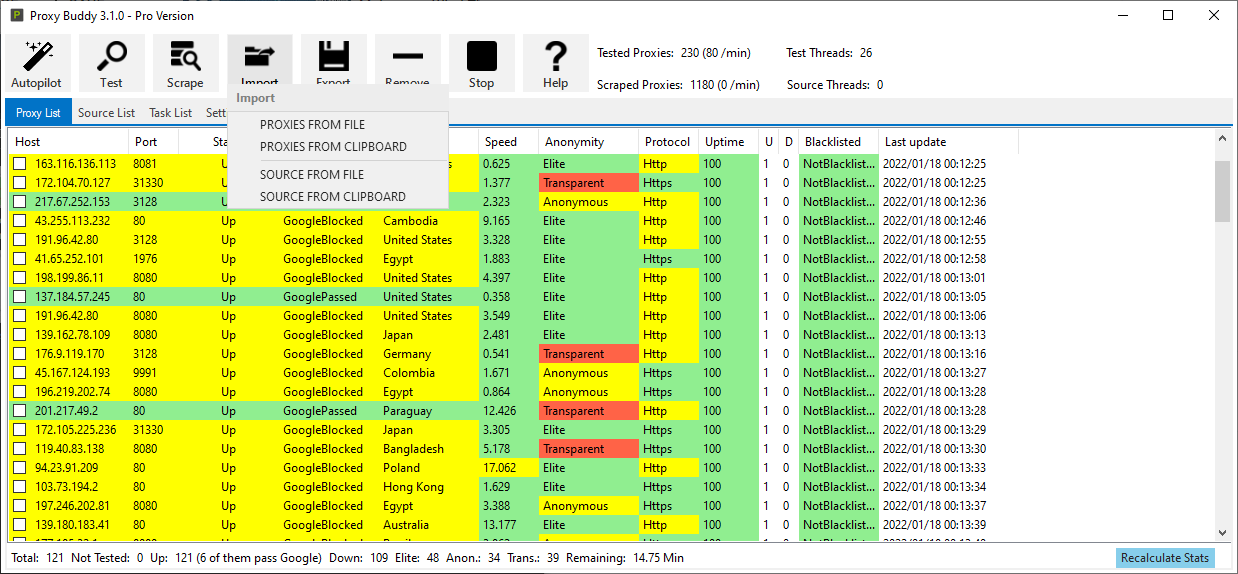 Proxy Buddy 3.1.0 - Pro Version
Autopilot Test Scrape Import Export Remove Stop Help
Tested Proxies: 230 (80 /min) Test Threads: 26
Scraped Proxies: 1180 (0 /min) Source Threads: 0
Import
PROXIES FROM FILE
PROXIES FROM CLIPBOARD
SOURCE FROM FILE
SOURCE FROM CLIPBOARD
Proxy List Source List Task List
Host Port Speed Anonymity Protocol Uptime U D Blacklisted Last update
163.116.136.113 8081 0.625 Elite Http 100 1 0 NotBlacklist... 2022/01/18 00:12:25
172.104.70.127 31330 1.377 Transparent Https 100 1 0 NotBlacklist... 2022/01/18 00:12:25
217.67.252.153 3128 2.323 Anonymous Http 100 1 0 NotBlacklist... 2022/01/18 00:12:36
43.255.113.232 80 Up GoogleBlocked Cambodia 9.165 Elite Http 100 1 0 NotBlacklist... 2022/01/18 00:12:46
191.96.42.80 3128 Up GoogleBlocked United States 3.328 Elite Http 100 1 0 NotBlacklist... 2022/01/18 00:12:55
41.65.252.101 1976 Up GoogleBlocked Egypt 1.883 Elite Https 100 1 0 NotBlacklist... 2022/01/18 00:12:58
198.199.86.11 8080 Up GoogleBlocked United States 4.397 Elite Http 100 1 0 NotBlacklist... 2022/01/18 00:13:01
137.184.57.245 80 Up GooglePassed United States 0.358 Elite Http 100 1 0 NotBlacklist... 2022/01/18 00:13:05
191.96.42.80 8080 Up GoogleBlocked United States 3.549 Elite Http 100 1 0 NotBlacklist... 2022/01/18 00:13:06
139.162.78.109 8080 Up GoogleBlocked Japan 2.481 Elite Http 100 1 0 NotBlacklist... 2022/01/18 00:13:13
176.9.119.170 3128 Up GoogleBlocked Germany 0.541 Transparent Http 100 1 0 NotBlacklist... 2022/01/18 00:13:16
45.167.124.193 9991 Up GoogleBlocked Colombia 1.671 Anonymous Https 100 1 0 NotBlacklist... 2022/01/18 00:13:27
196.219.202.74 8080 Up GoogleBlocked Egypt 0.864 Anonymous Https 100 1 0 NotBlacklist... 2022/01/18 00:13:28
201.217.49.2 80 Up GooglePassed Paraguay 12.426 Transparent Http 100 1 0 NotBlacklist... 2022/01/18 00:13:28
172.105.225.236 31330 Up GoogleBlocked Japan 3.305 Elite Https 100 1 0 NotBlacklist... 2022/01/18 00:13:29
119.40.83.138 8080 Up GoogleBlocked Bangladesh 5.178 Transparent Https 100 1 0 NotBlacklist... 2022/01/18 00:13:30
94.23.91.209 80 Up GoogleBlocked Poland 17.062 Elite Http 100 1 0 NotBlacklist... 2022/01/18 00:13:33
103.73.194.2 80 Up GoogleBlocked Hong Kong 1.629 Elite Https 100 1 0 NotBlacklist... 2022/01/18 00:13:34
197.246.202.81 8080 Up GoogleBlocked Egypt 3.388 Anonymous Https 100 1 0 NotBlacklist... 2022/01/18 00:13:37
139.180.183.41 80 Up GoogleBlocked Australia 13.177 Elite Http 100 1 0 NotBlacklist... 2022/01/18 00:13:39
Total: 121 Not Tested: 0 Up: 121 (6 of them pass Google) Down: 109 Elite: 48 Anon.: 34 Trans.: 39 Remaining: 14.75 Min
Recalculate Stats